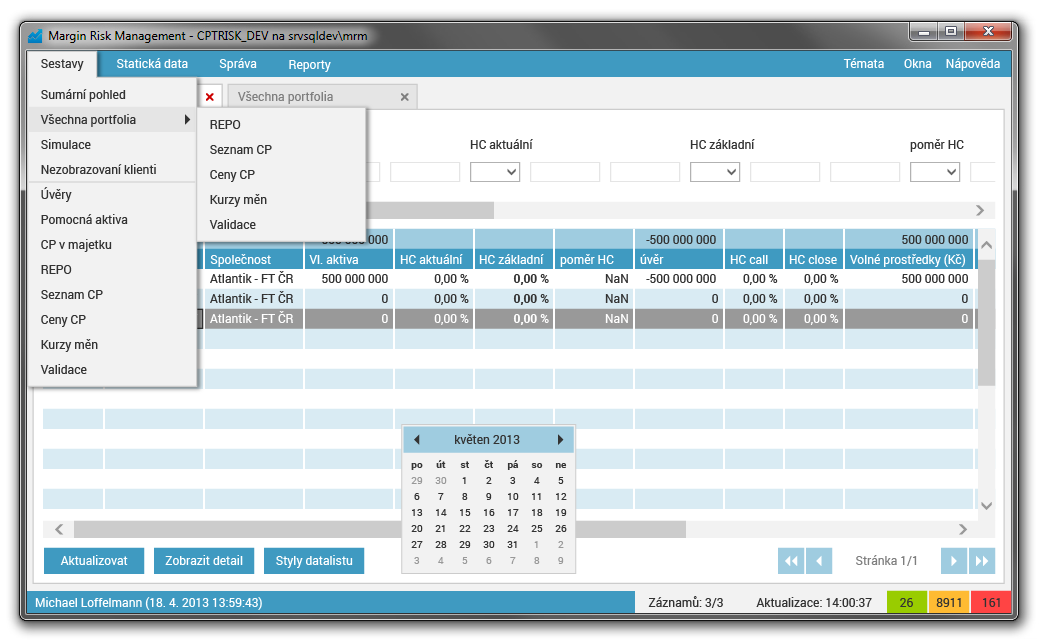 Margin Risk Management - CPTRISK_DEV na srvsqldev\mrm
Sestavy Statická data Správa Reporty Témata Okna Nápověda
Všechna portfolia
Sumární pohled
Všechna portfolia
Simulace
Nezobrazovaní klienti
Úvěry
Pomocná aktiva
CP v majetku
REPO
Seznam CP
Ceny CP
Kurzy měn
Validace
REPO
Seznam CP
Ceny CP
Kurzy měn
Validace
HC aktuální HC základní poměr HC
-500 000 000 500 000 000
Společnost Vl. aktiva HC aktuální HC základní poměr HC úvěr HC call HC close Volné prostředky (Kč)
Atlantik - FT ČR 500 000 000 0,00 % 0,00 % NaN -500 000 000 0,00 % 0,00 % 500 000 000
Atlantik - FT ČR 0 0,00 % 0,00 % NaN 0 0,00 % 0,00 % 0
Atlantik - FT ČR 0 0,00 % 0,00 % NaN 0 0,00 % 0,00 % 0
květen 2013
po út st čt pá so ne
29 30 1 2 3 4 5
6 7 8 9 10 11 12
13 14 15 16 17 18 19
20 21 22 23 24 25 26
27 28 29 30 31 1 2
3 4 5 6 7 8 9
Aktualizovat Zobrazit detail Styly datalistu Stránka 1/1
Michael Loffelmann (18. 4. 2013 13:59:43) Záznamů: 3/3 Aktualizace: 14:00:37 26 8911 161